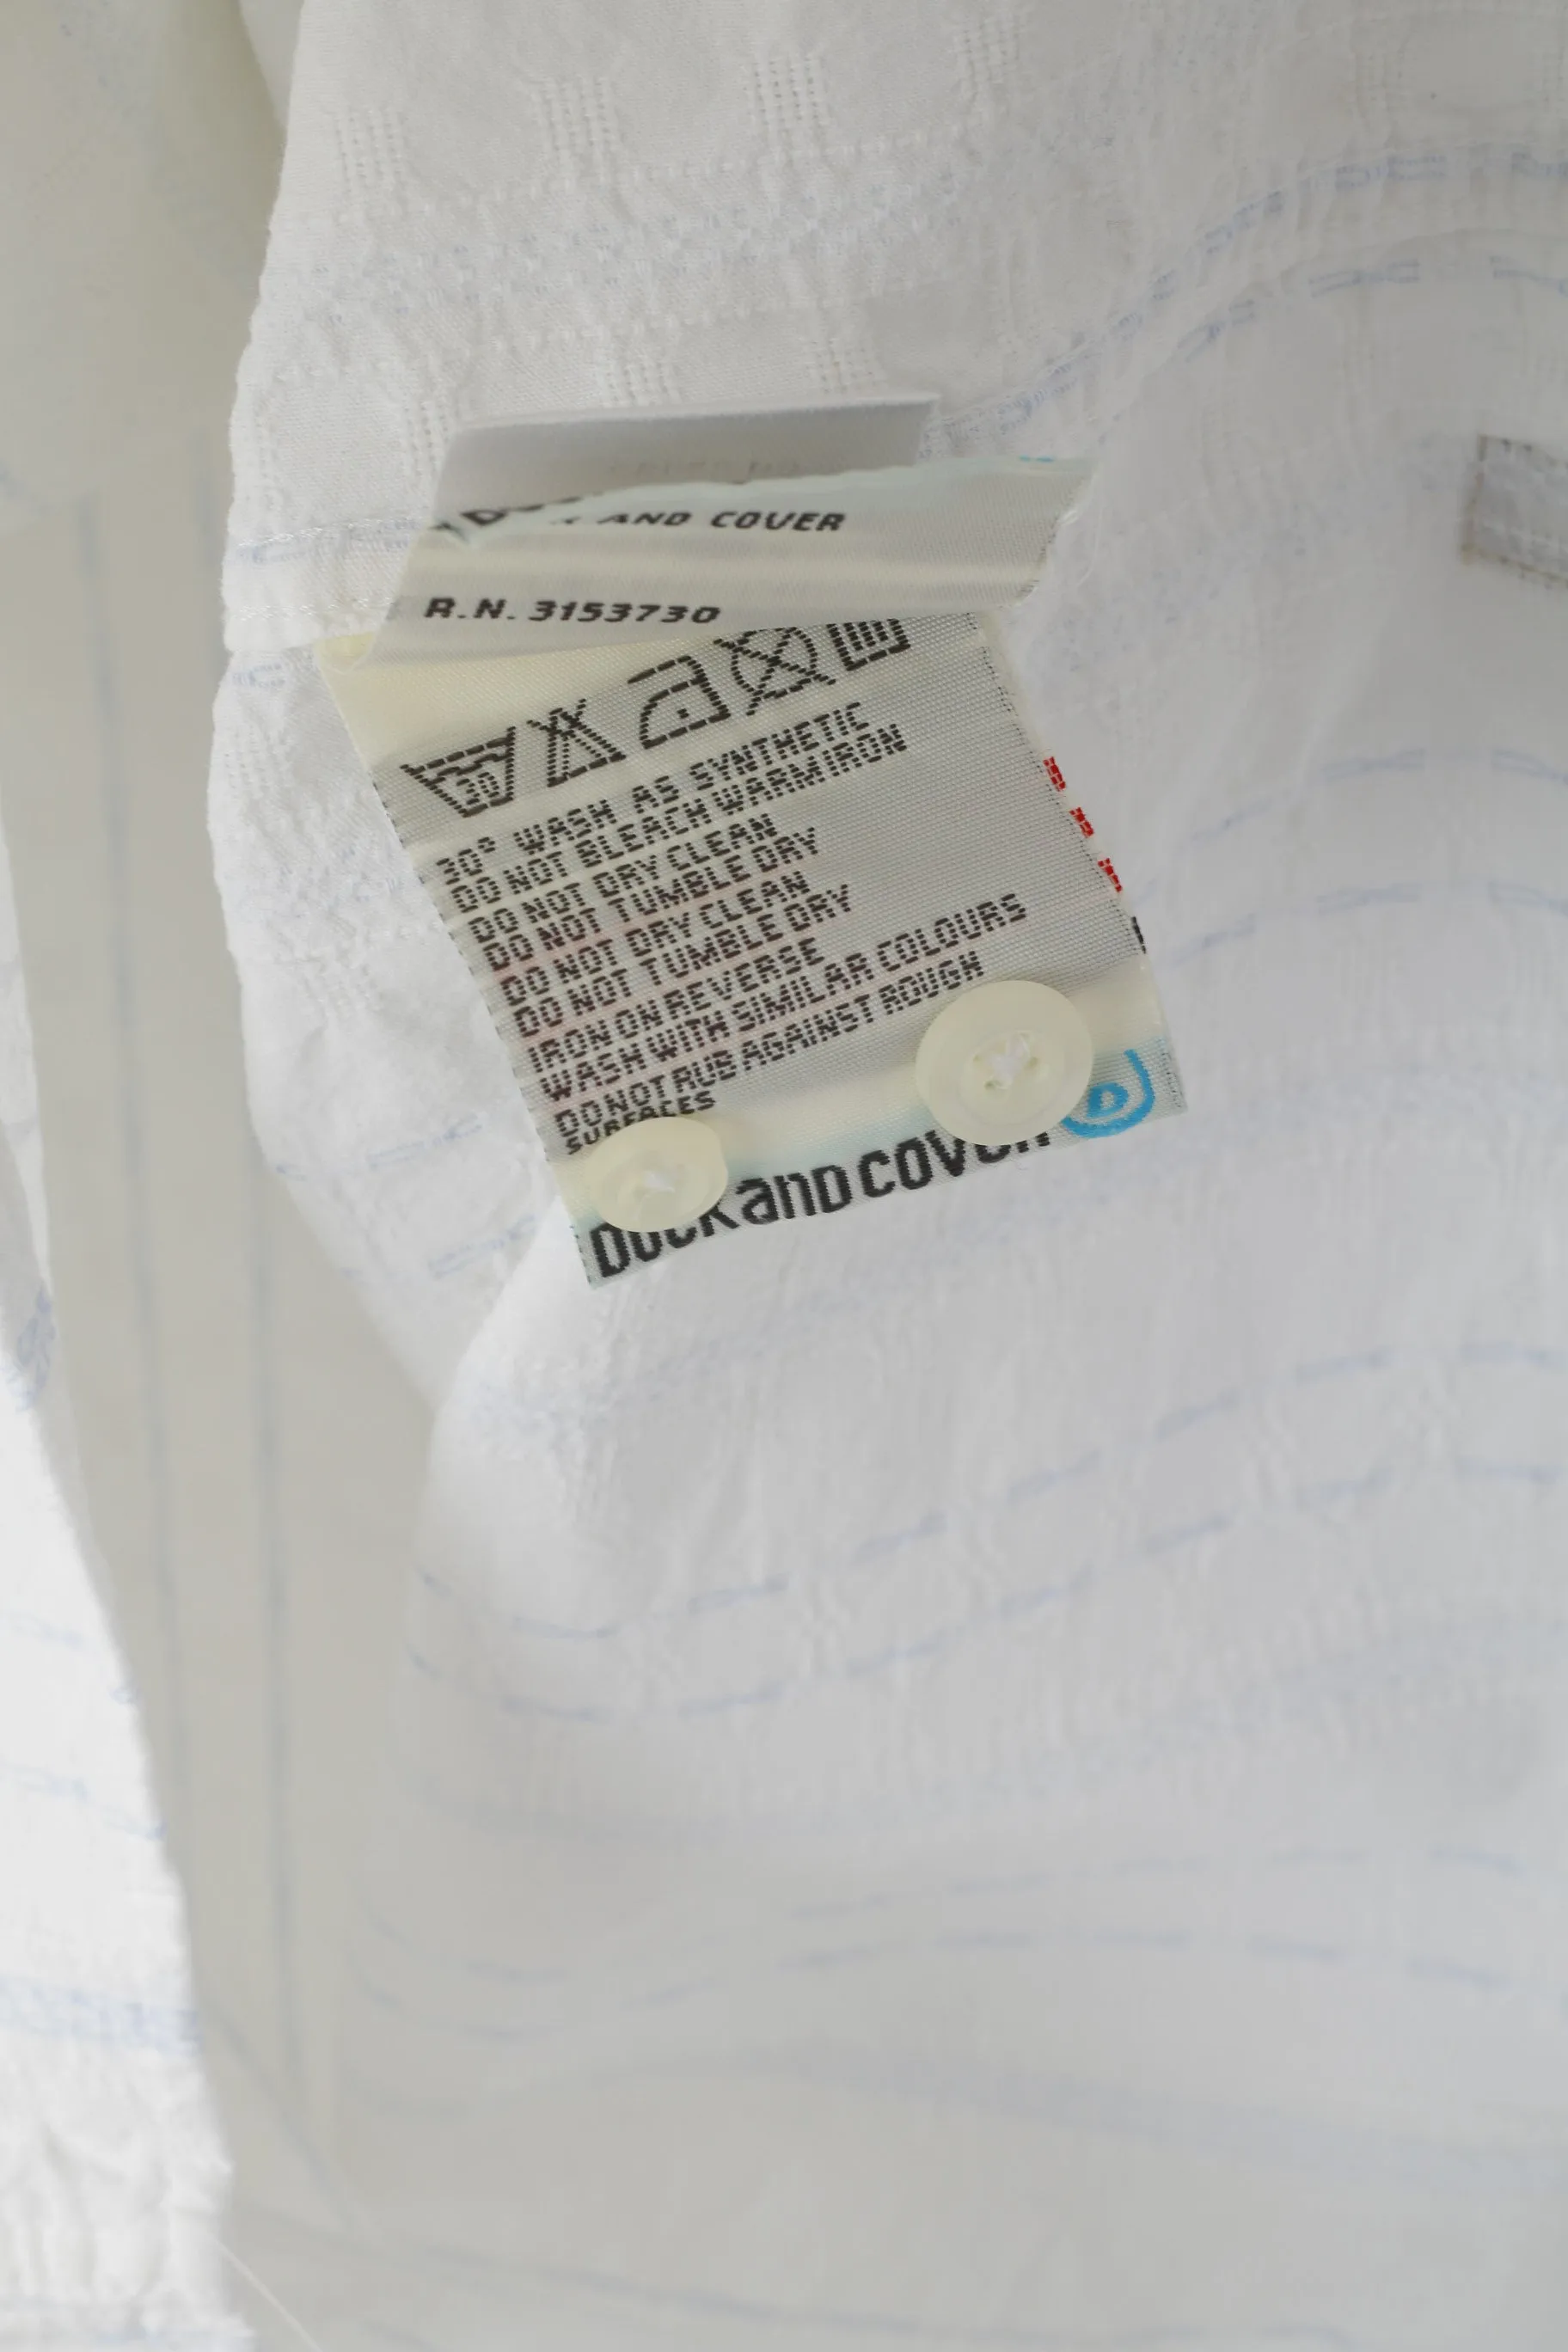 AND COVER
R.N. 3153730
30
30° WASH AS SYNTHETIC
DO NOT BLEACH WARM IRON
DO NOT DRY CLEAN
DO NOT TUMBLE DRY
DO NOT DRY CLEAN
DO NOT TUMBLE DRY
IRON ON REVERSE
WASH WITH SIMILAR COLOURS
DO NOT RUB AGAINST ROUGH
SURFACES
DUCK and COVER D